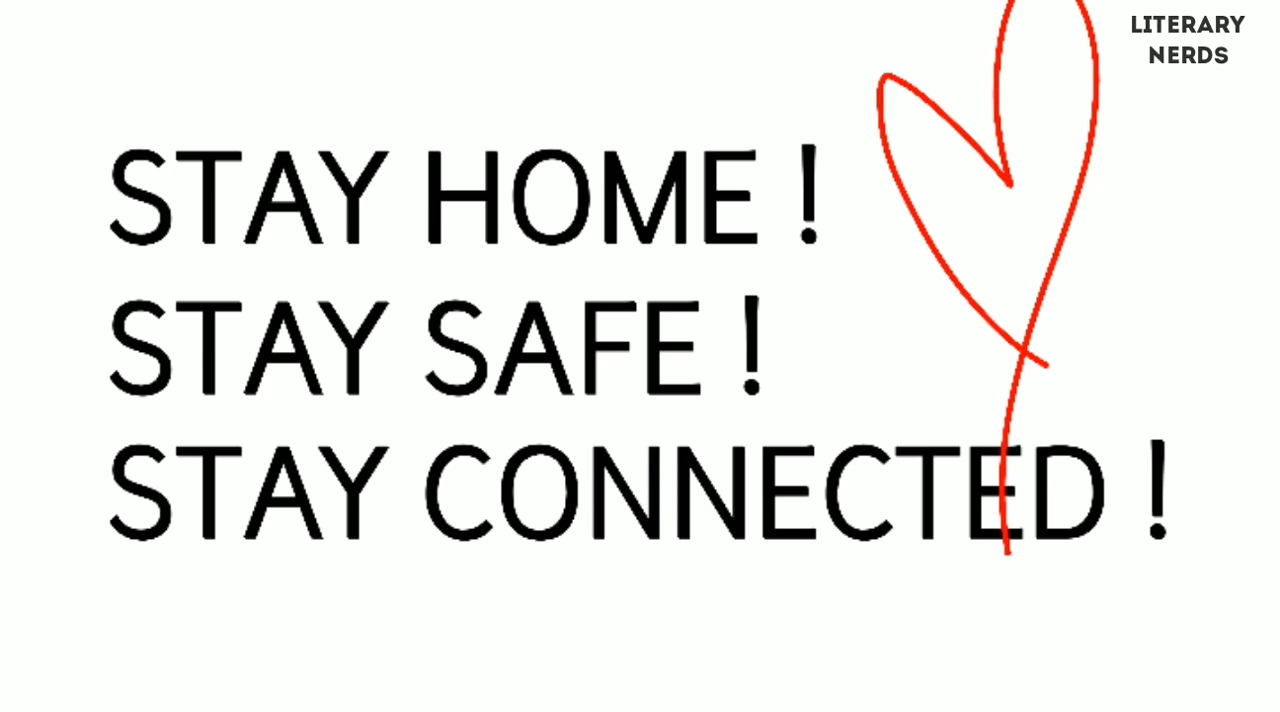 LITERARY
NERDS
STAY HOME !
STAY SAFE !
STAY CONNECTED !